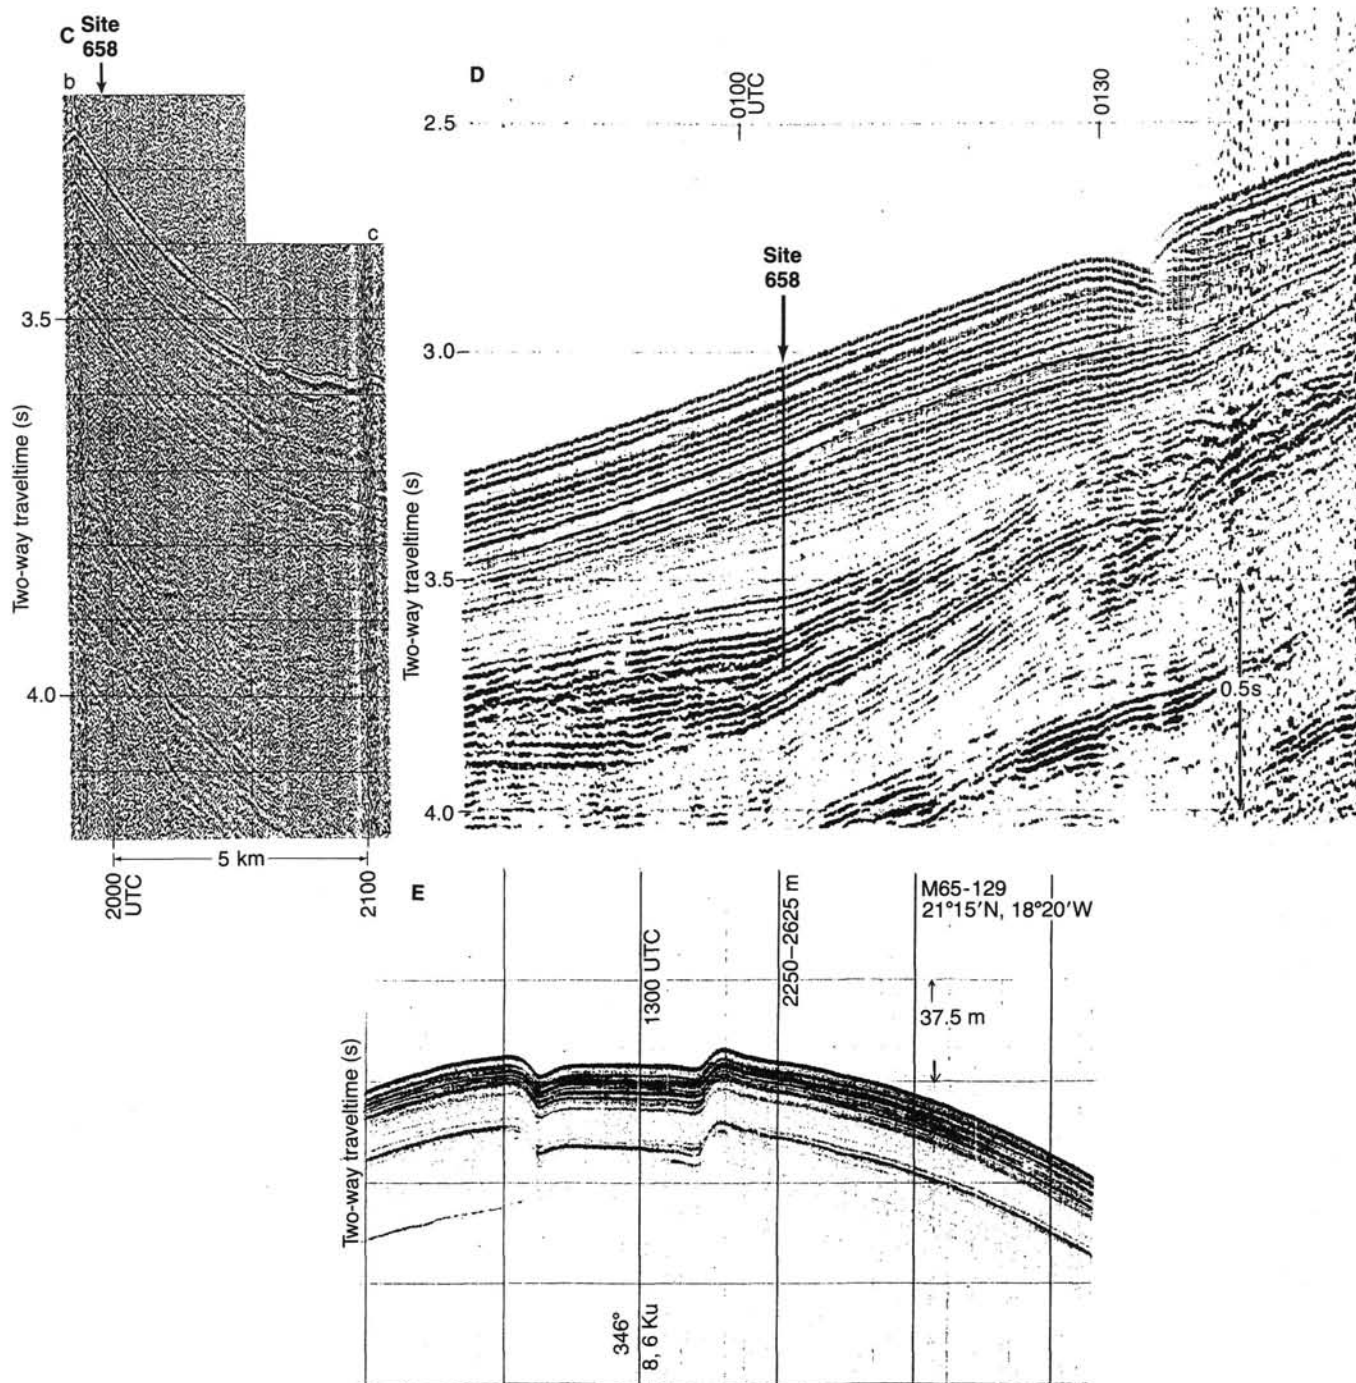 C
Site
658
b
c
3.5
4.0
Two-way traveltime (s)
5 km
2000
UTC
2100
D
0100
UTC
0130
2.5
Site
658
3.0
3.5
4.0
Two-way traveltime (s)
0.5s
E
1300 UTC
2250–2625 m
M65-129
21°15′N, 18°20′W
37.5 m
Two-way traveltime (s)
346°
8, 6 Ku